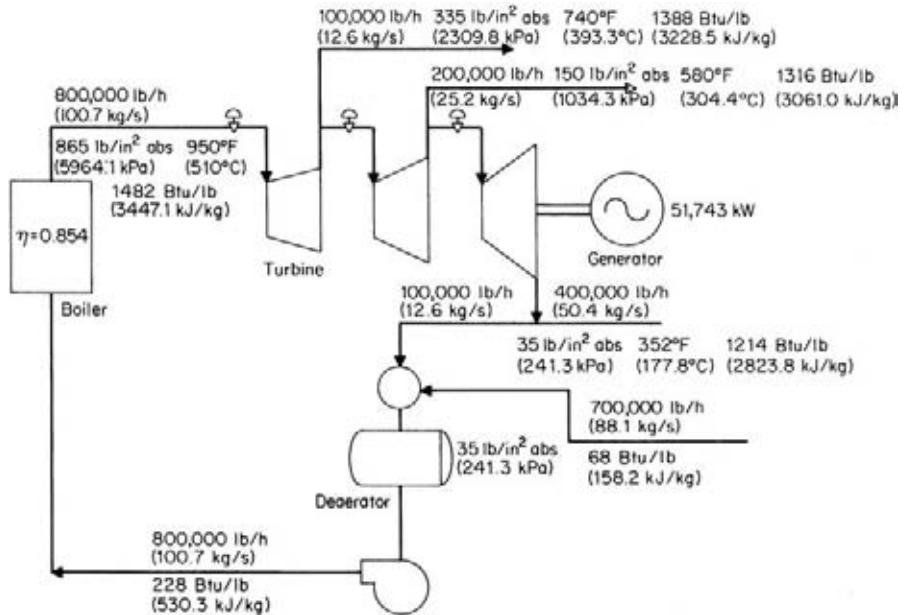 100,000 lb/h 335 lb/in² abs 740°F 1388 Btu/lb
(12.6 kg/s) (2309.8 kPa) (393.3°C) (3228.5 kJ/kg)
200,000 lb/h 150 lb/in² abs 580°F 1316 Btu/lb
(25.2 kg/s) (1034.3 kPa) (304.4°C) (3061.0 kJ/kg)
800,000 lb/h
(100.7 kg/s)
865 lb/in² abs 950°F
(5964.1 kPa) (510°C)
1482 Btu/lb
(3447.1 kJ/kg)
η=0.854
Boiler
Turbine
51,743 kW
Generator
100,000 lb/h 400,000 lb/h
(12.6 kg/s) (50.4 kg/s)
35 lb/in² abs 352°F 1214 Btu/lb
(241.3 kPa) (177.8°C) (2823.8 kJ/kg)
700,000 lb/h
(88.1 kg/s)
68 Btu/lb
(158.2 kJ/kg)
35 lb/in² abs
(241.3 kPa)
Deaerator
800,000 lb/h
(100.7 kg/s)
228 Btu/lb
(530.3 kJ/kg)